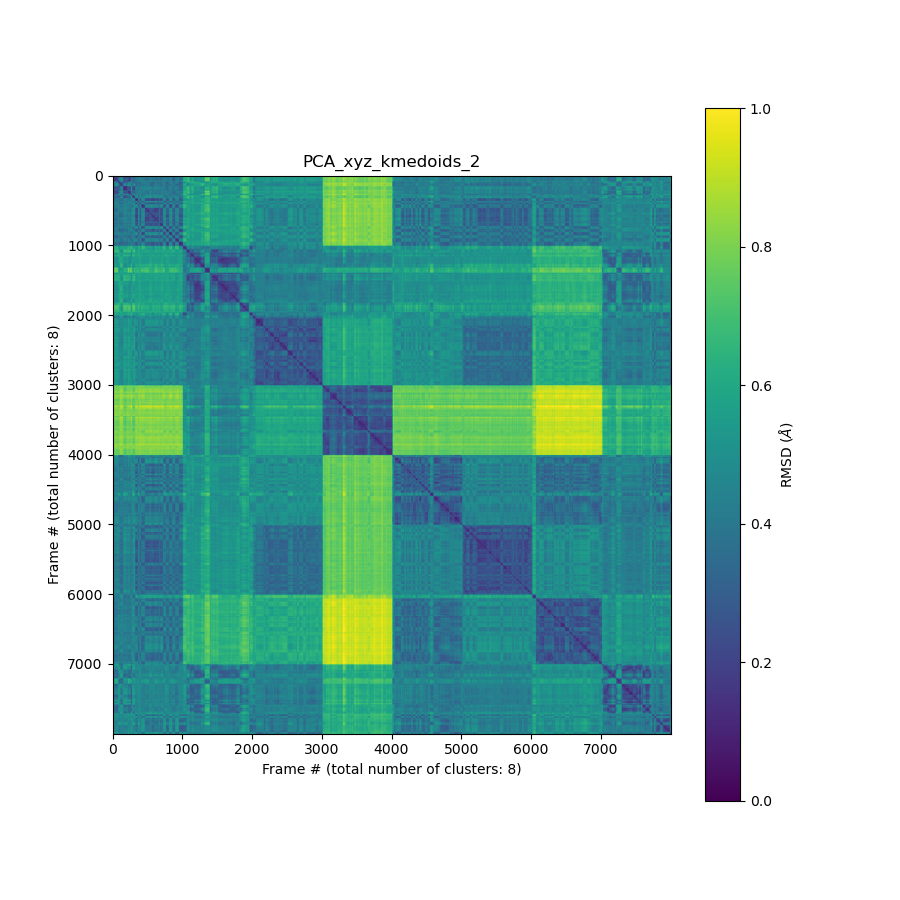 PCA_xyz_kmedoids_2
0
1000
2000
3000
4000
5000
6000
7000
Frame # (total number of clusters: 8)
0 1000 2000 3000 4000 5000 6000 7000
Frame # (total number of clusters: 8)
1.0
0.8
0.6
0.4
0.2
0.0
RMSD (Å)